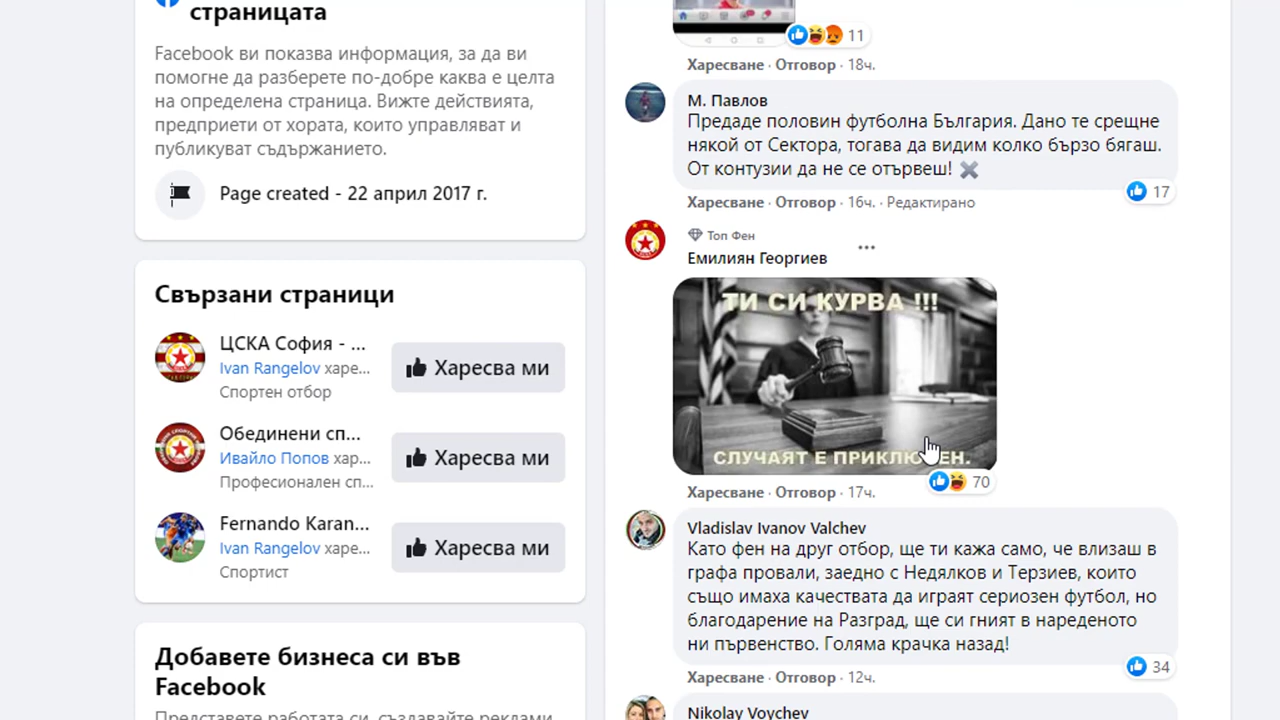 страницата
Facebook ви показва информация, за да ви
помогне да разберете по-добре каква е целта
на определена страница. Вижте действията,
предприети от хората, които управляват и
публикуват съдържанието.
Page created - 22 април 2017 г.
Свързани страници
ЦСКА София - ...
Ivan Rangelov харе...
Спортен отбор
Харесва ми
Обединени сп...
Ивайло Попов хар...
Професионален сп...
Харесва ми
Fernando Karan...
Ivan Rangelov харе...
Спортист
Харесва ми
Добавете бизнеса си във
Facebook
Представете работата си, създавайте реклами
11
Харесване · Отговор · 18ч.
М. Павлов
Предаде половин футболна България. Дано те срещне
някой от Сектора, тогава да видим колко бързо бягаш.
От контузии да не се отървеш!
17
Харесване · Отговор · 16ч. · Редактирано
Топ Фен
Емилиян Георгиев
ТИ СИ КУРВА !!!
СЛУЧАЯТ Е ПРИКЛЮЧЕН.
70
Харесване · Отговор · 17ч.
Vladislav Ivanov Valchev
Като фен на друг отбор, ще ти кажа само, че влизаш в
графа провали, заедно с Недялков и Терзиев, които
също имаха качествата да играят сериозен футбол, но
благодарение на Разград, ще си гният в нареденото
ни първенство. Голяма крачка назад!
34
Харесване · Отговор · 12ч.
Nikolay Voychev